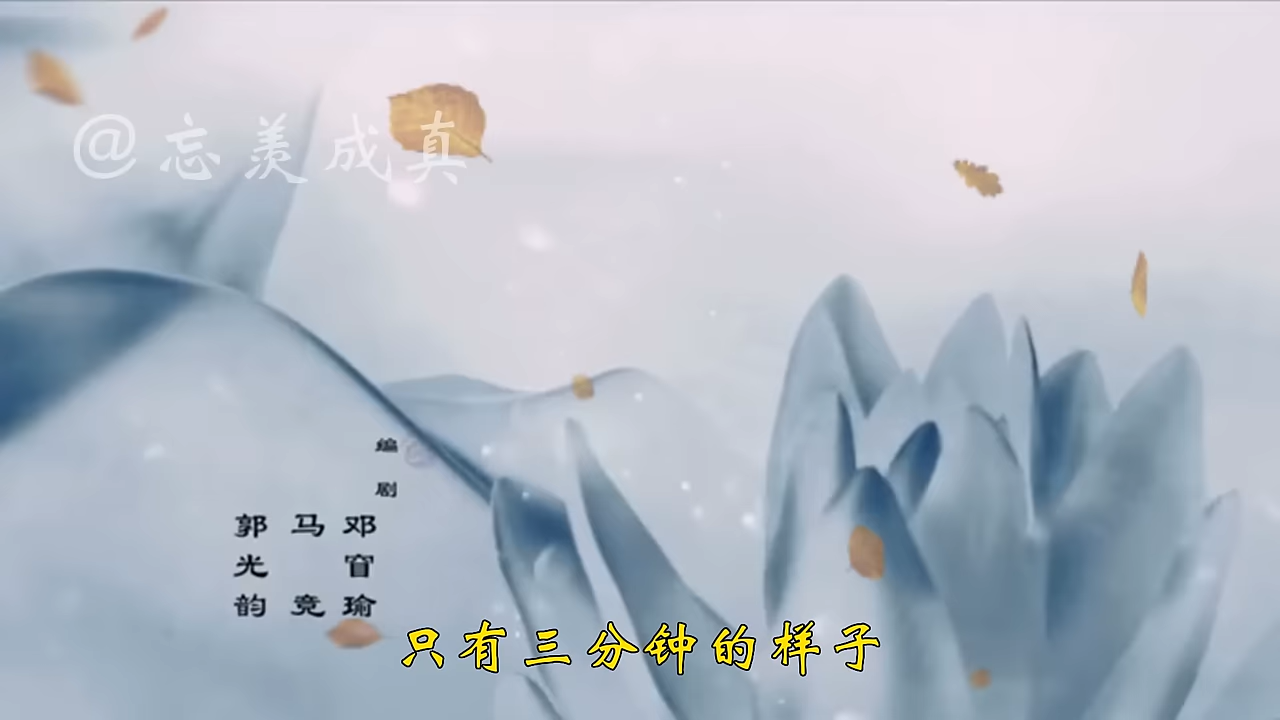 @忘羡成真
编剧
邓窅瑜
马竞
郭光韵
只有三分钟的样子